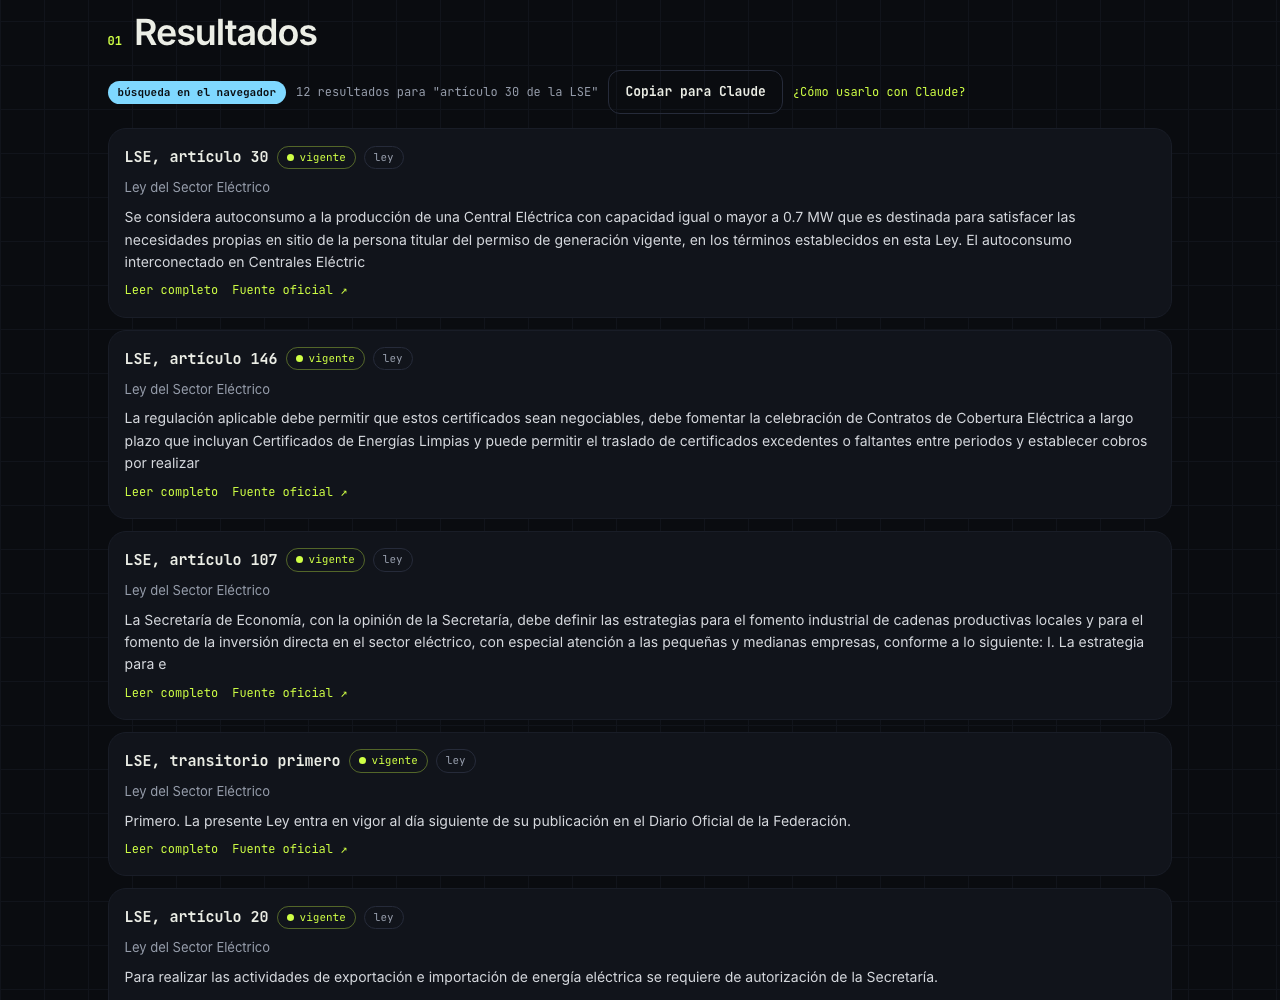 01 Resultados
búsqueda en el navegador 12 resultados para "artículo 30 de la LSE" Copiar para Claude ¿Cómo usarlo con Claude?
LSE, artículo 30 vigente ley
Ley del Sector Eléctrico
Se considera autoconsumo a la producción de una Central Eléctrica con capacidad igual o mayor a 0.7 MW que es destinada para satisfacer las
necesidades propias en sitio de la persona titular del permiso de generación vigente, en los términos establecidos en esta Ley. El autoconsumo
interconectado en Centrales Eléctric
Leer completo Fuente oficial ↗
LSE, artículo 146 vigente ley
Ley del Sector Eléctrico
La regulación aplicable debe permitir que estos certificados sean negociables, debe fomentar la celebración de Contratos de Cobertura Eléctrica a largo
plazo que incluyan Certificados de Energías Limpias y puede permitir el traslado de certificados excedentes o faltantes entre periodos y establecer cobros
por realizar
Leer completo Fuente oficial ↗
LSE, artículo 107 vigente ley
Ley del Sector Eléctrico
La Secretaría de Economía, con la opinión de la Secretaría, debe definir las estrategias para el fomento industrial de cadenas productivas locales y para el
fomento de la inversión directa en el sector eléctrico, con especial atención a las pequeñas y medianas empresas, conforme a lo siguiente: I. La estrategia
para e
Leer completo Fuente oficial ↗
LSE, transitorio primero vigente ley
Ley del Sector Eléctrico
Primero. La presente Ley entra en vigor al día siguiente de su publicación en el Diario Oficial de la Federación.
Leer completo Fuente oficial ↗
LSE, artículo 20 vigente ley
Ley del Sector Eléctrico
Para realizar las actividades de exportación e importación de energía eléctrica se requiere de autorización de la Secretaría.